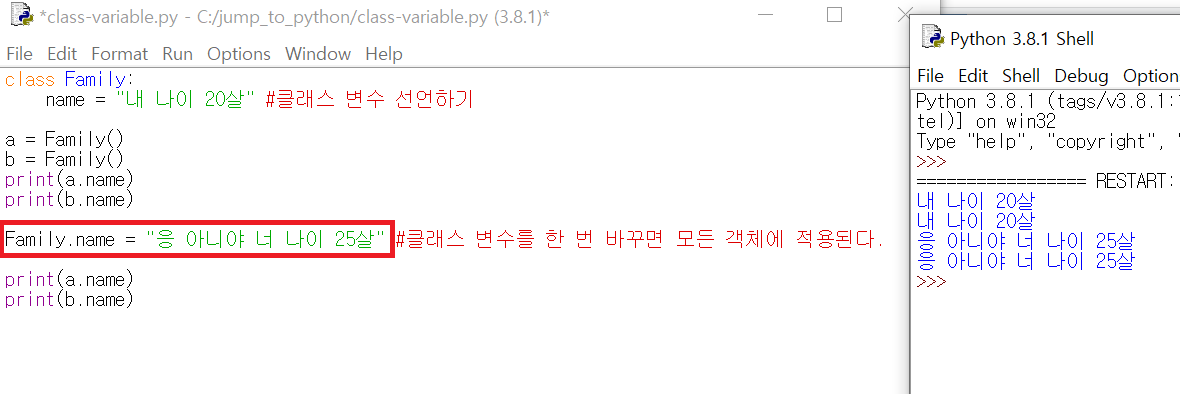 *class-variable.py - C:/jump_to_python/class-variable.py (3.8.1)*
File Edit Format Run Options Window Help
class Family:
    name = "내 나이 20살" #클래스 변수 선언하기
a = Family()
b = Family()
print(a.name)
print(b.name)
Family.name = "응 아니야 너 나이 25살" #클래스 변수를 한 번 바꾸면 모든 객체에 적용된다.
print(a.name)
print(b.name)
Python 3.8.1 Shell
File Edit Shell Debug Option
Python 3.8.1 (tags/v3.8.1:
tel)] on win32
Type "help", "copyright", "
>>>
================= RESTART:
내 나이 20살
내 나이 20살
응 아니야 너 나이 25살
응 아니야 너 나이 25살
>>>